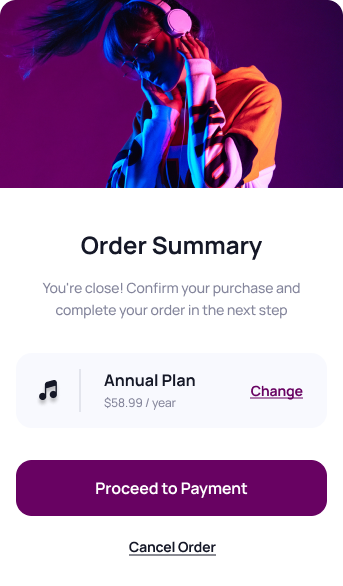 Order Summary
You're close! Confirm your purchase and
complete your order in the next step
Annual Plan
$58.99 / year
Change
Proceed to Payment
Cancel Order